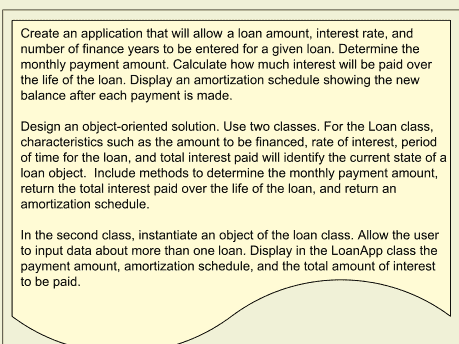 Create an application that will allow a loan amount, interest rate, and
number of finance years to be entered for a given loan. Determine the
monthly payment amount. Calculate how much interest will be paid over
the life of the loan. Display an amortization schedule showing the new
balance after each payment is made.
Design an object-oriented solution. Use two classes. For the Loan class,
characteristics such as the amount to be financed, rate of interest, period
of time for the loan, and total interest paid will identify the current state of a
loan object. Include methods to determine the monthly payment amount,
return the total interest paid over the life of the loan, and return an
amortization schedule.
In the second class, instantiate an object of the loan class. Allow the user
to input data about more than one loan. Display in the LoanApp class the
payment amount, amortization schedule, and the total amount of interest
to be paid.